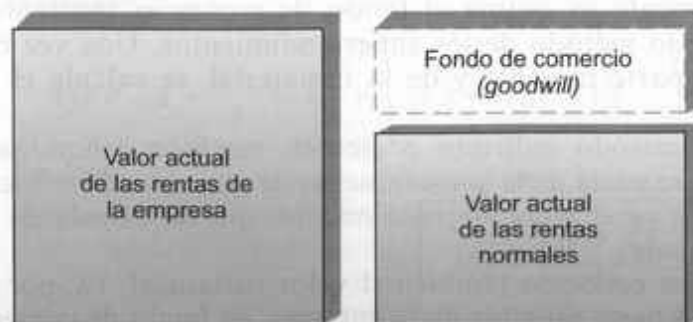 Fondo de comercio
(goodwill)
Valor actual
de las rentas de
la empresa
Valor actual
de las rentas
normales